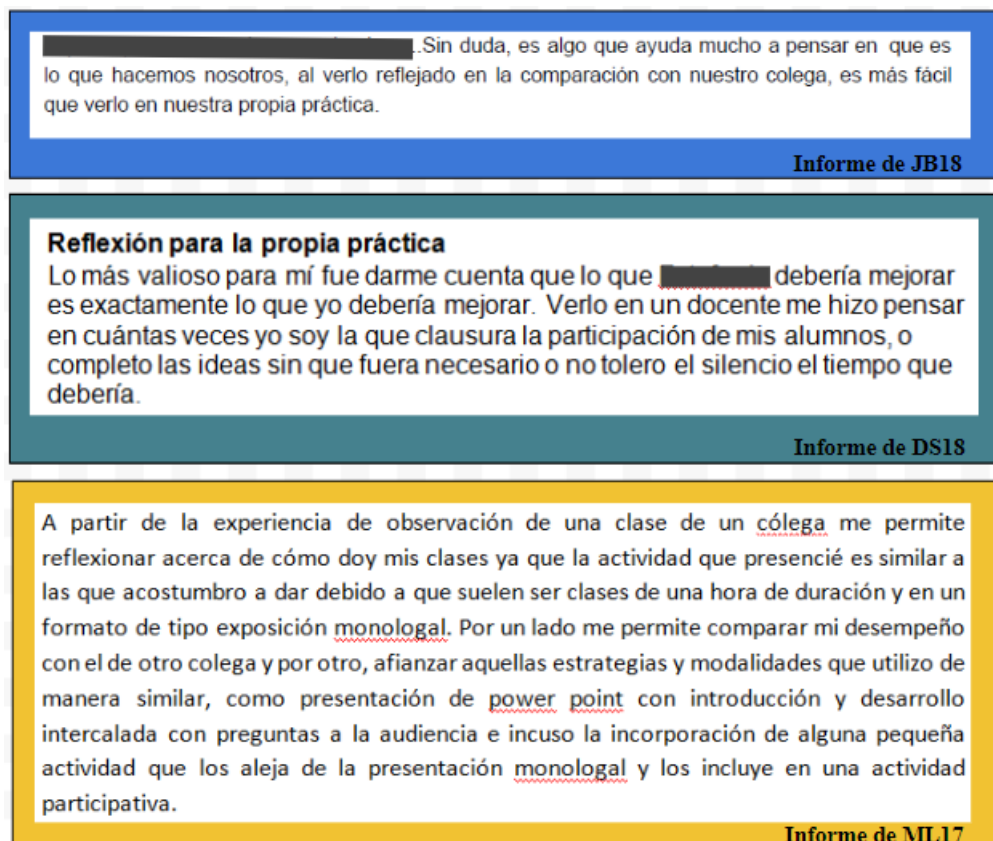 ..Sin duda, es algo que ayuda mucho a pensar en que es
lo que hacemos nosotros, al verlo reflejado en la comparación con nuestro colega, es más fácil
que verlo en nuestra propia práctica.
Informe de JB18
Reflexión para la propia práctica
Lo más valioso para mí fue darme cuenta que lo que debería mejorar
es exactamente lo que yo debería mejorar. Verlo en un docente me hizo pensar
en cuántas veces yo soy la que clausura la participación de mis alumnos, o
completo las ideas sin que fuera necesario o no tolero el silencio el tiempo que
debería.
Informe de DS18
A partir de la experiencia de observación de una clase de un cólega me permite
reflexionar acerca de cómo doy mis clases ya que la actividad que presencié es similar a
las que acostumbro a dar debido a que suelen ser clases de una hora de duración y en un
formato de tipo exposición monologal. Por un lado me permite comparar mi desempeño
con el de otro colega y por otro, afianzar aquellas estrategias y modalidades que utilizo de
manera similar, como presentación de power point con introducción y desarrollo
intercalada con preguntas a la audiencia e incuso la incorporación de alguna pequeña
actividad que los aleja de la presentación monologal y los incluye en una actividad
participativa.
Informe de ML17